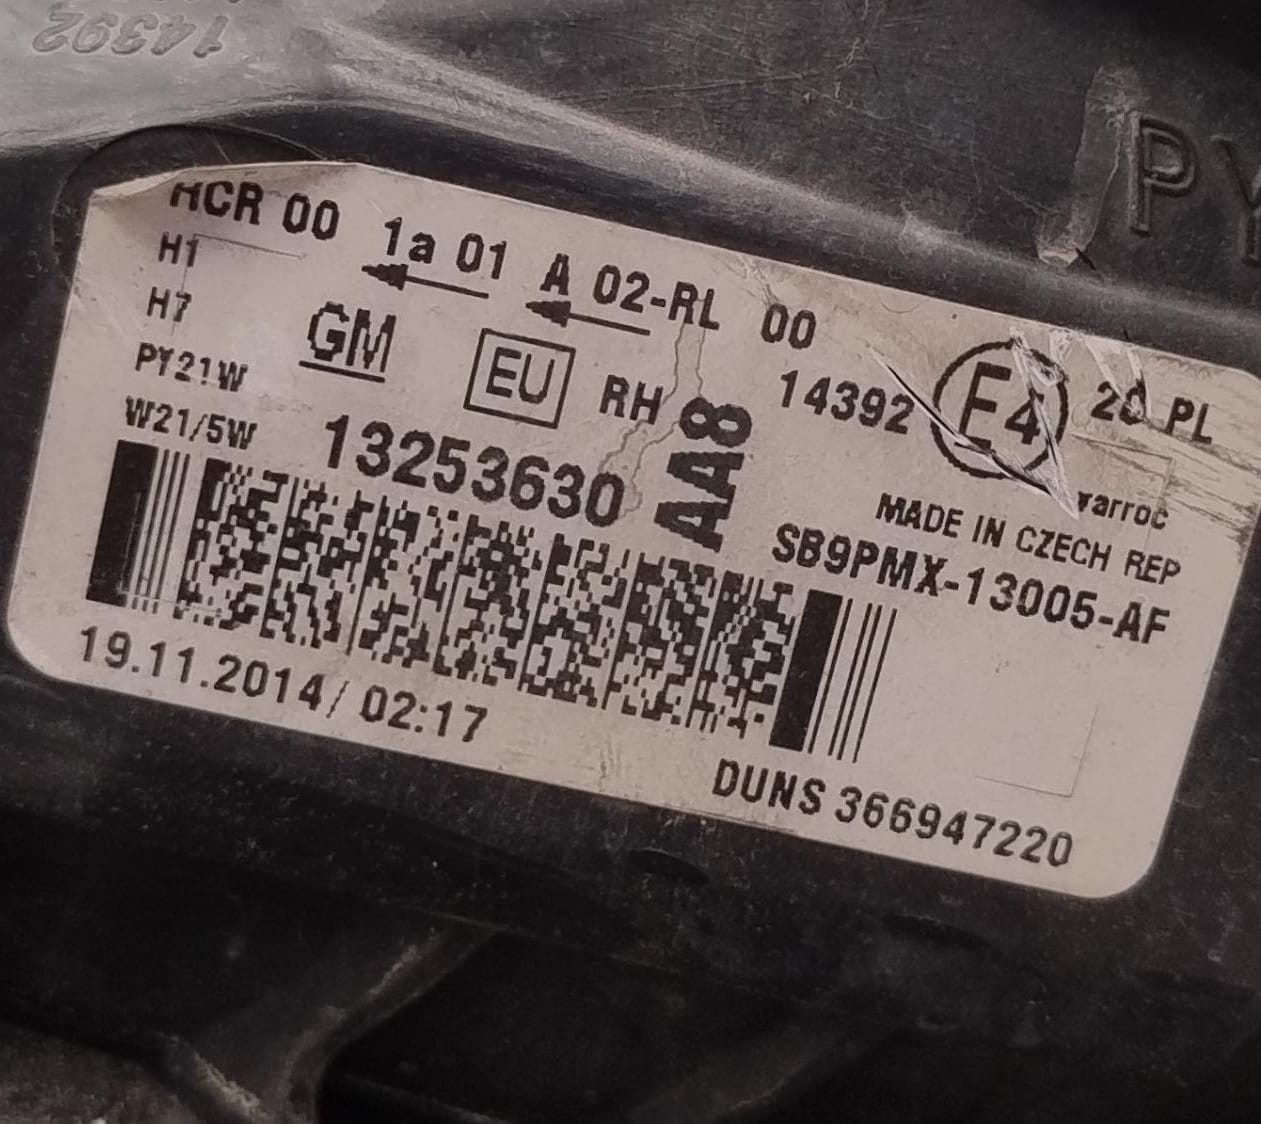 14392
PY
HCR 00 1a 01 A 02-RL 00
H1
H7
GM
EU
RH
14392
E4
PL
PY21W
W21/5W
13253630
AA8
varroc
MADE IN CZECH REP
SB9PMX-13005-AF
19.11.2014/ 02:17
DUNS 366947220